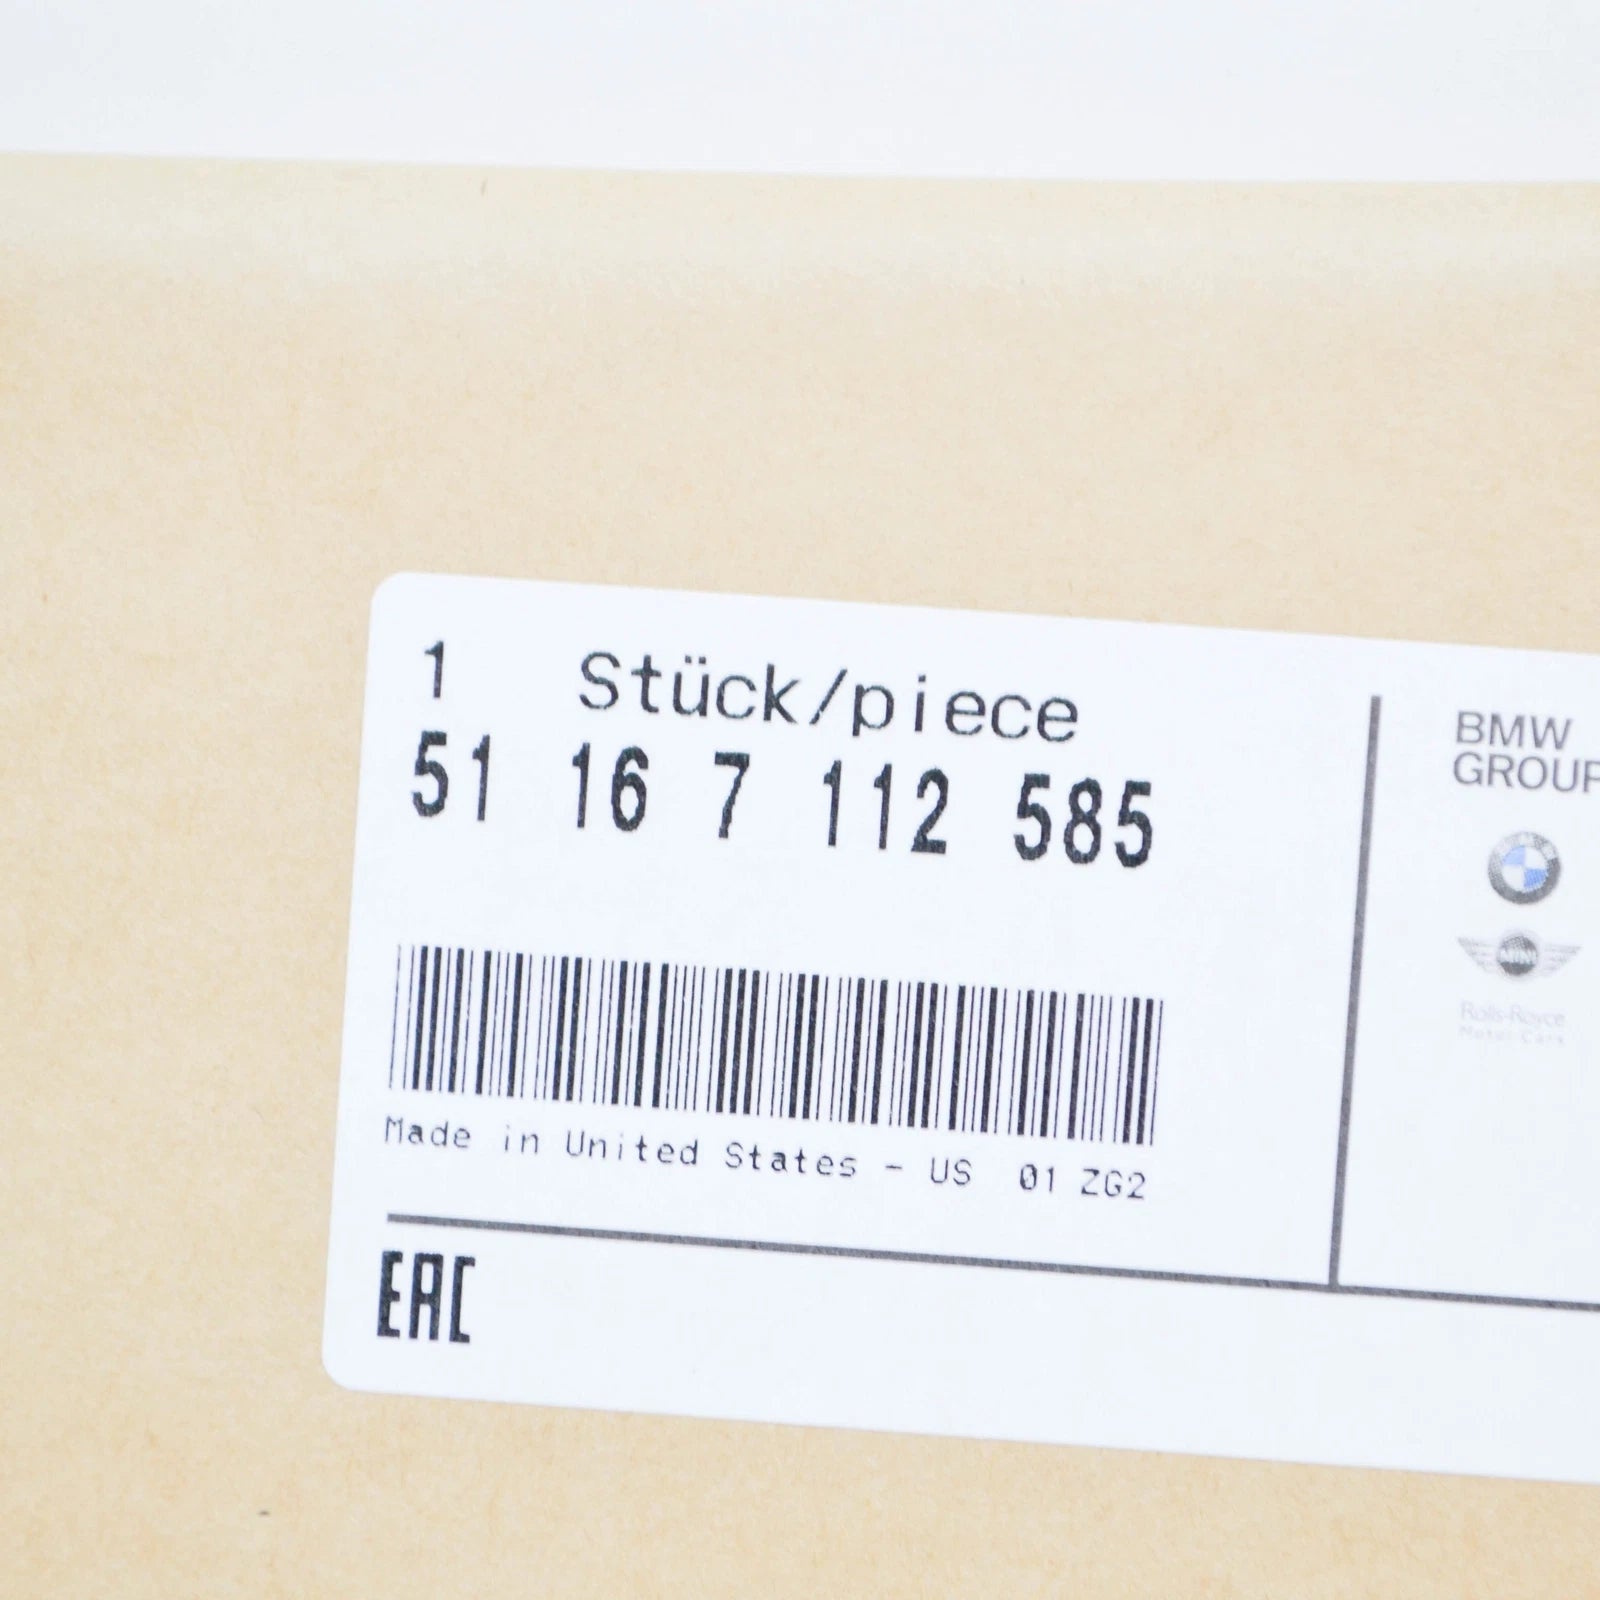 1 Stück/piece
51 16 7 112 585
Made in United States - US 01 ZG2
EAC
BMW
GROUP
MINI
Rolls-Royce
Motor Cars